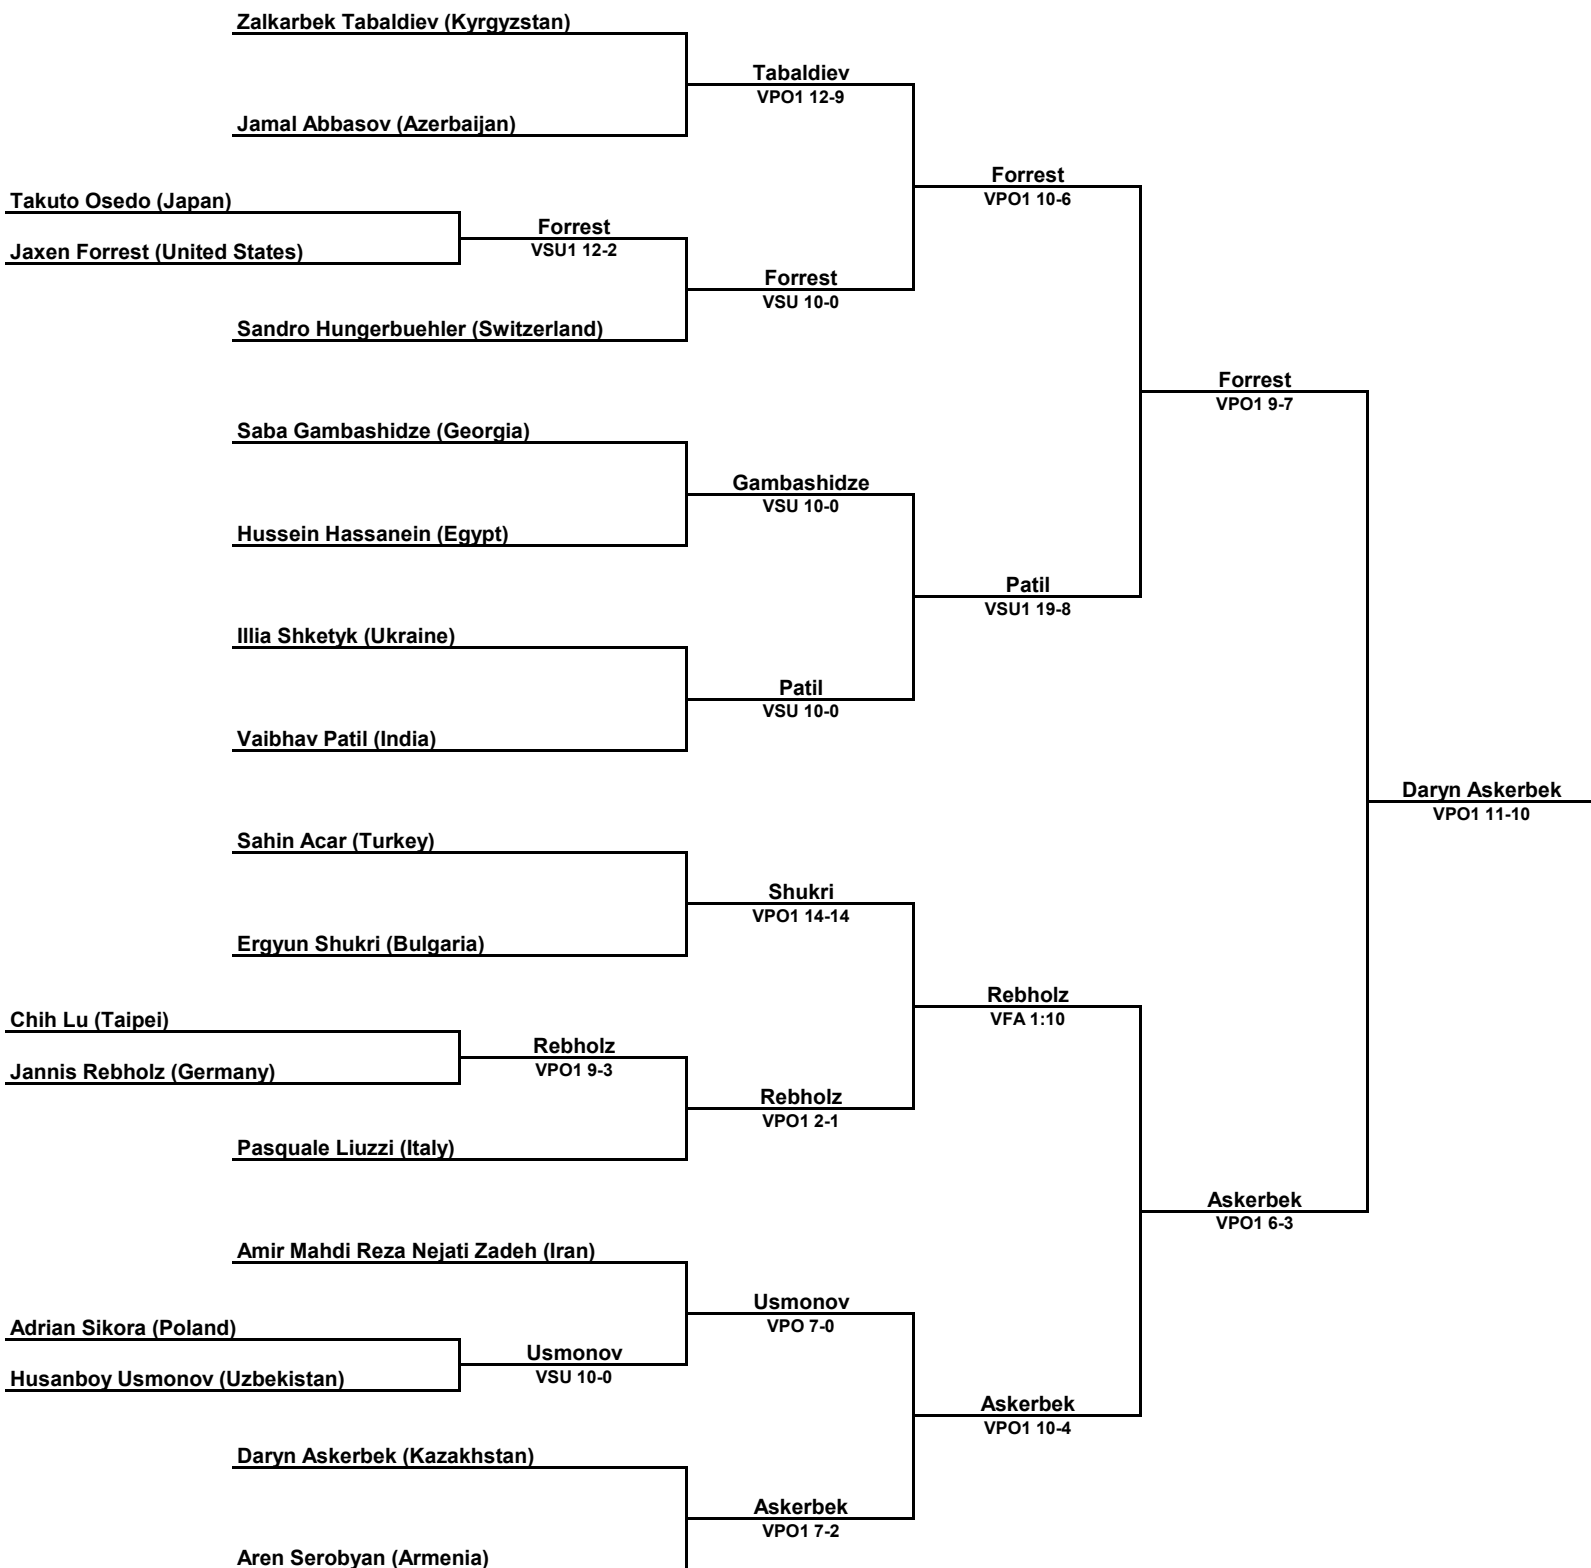 Zalkarbek Tabaldiev (Kyrgyzstan)
Tabaldiev
VPO1 12-9
Jamal Abbasov (Azerbaijan)
Forrest
VPO1 10-6
Takuto Osedo (Japan)
Forrest
VSU1 12-2
Jaxen Forrest (United States)
Forrest
VSU 10-0
Sandro Hungerbuehler (Switzerland)
Forrest
VPO1 9-7
Saba Gambashidze (Georgia)
Gambashidze
VSU 10-0
Hussein Hassanein (Egypt)
Patil
VSU1 19-8
Illia Shketyk (Ukraine)
Patil
VSU 10-0
Vaibhav Patil (India)
Daryn Askerbek
VPO1 11-10
Sahin Acar (Turkey)
Shukri
VPO1 14-14
Ergyun Shukri (Bulgaria)
Rebholz
VFA 1:10
Chih Lu (Taipei)
Rebholz
VPO1 9-3
Jannis Rebholz (Germany)
Rebholz
VPO1 2-1
Pasquale Liuzzi (Italy)
Askerbek
VPO1 6-3
Amir Mahdi Reza Nejati Zadeh (Iran)
Usmonov
VPO 7-0
Adrian Sikora (Poland)
Usmonov
VSU 10-0
Husanboy Usmonov (Uzbekistan)
Askerbek
VPO1 10-4
Daryn Askerbek (Kazakhstan)
Askerbek
VPO1 7-2
Aren Serobyan (Armenia)